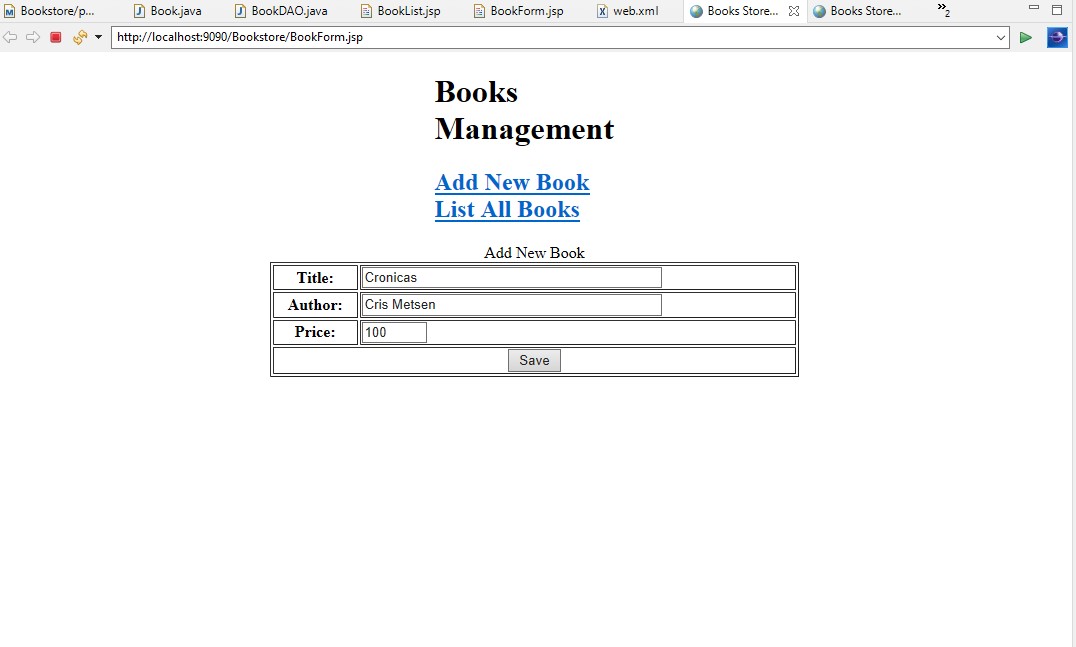 Bookstore/p... Book.java BookDAO.java BookList.jsp BookForm.jsp web.xml Books Store... Books Store... »2
http://localhost:9090/Bookstore/BookForm.jsp
Books
Management
Add New Book
List All Books
Add New Book
Title: Cronicas
Author: Cris Metsen
Price: 100
Save